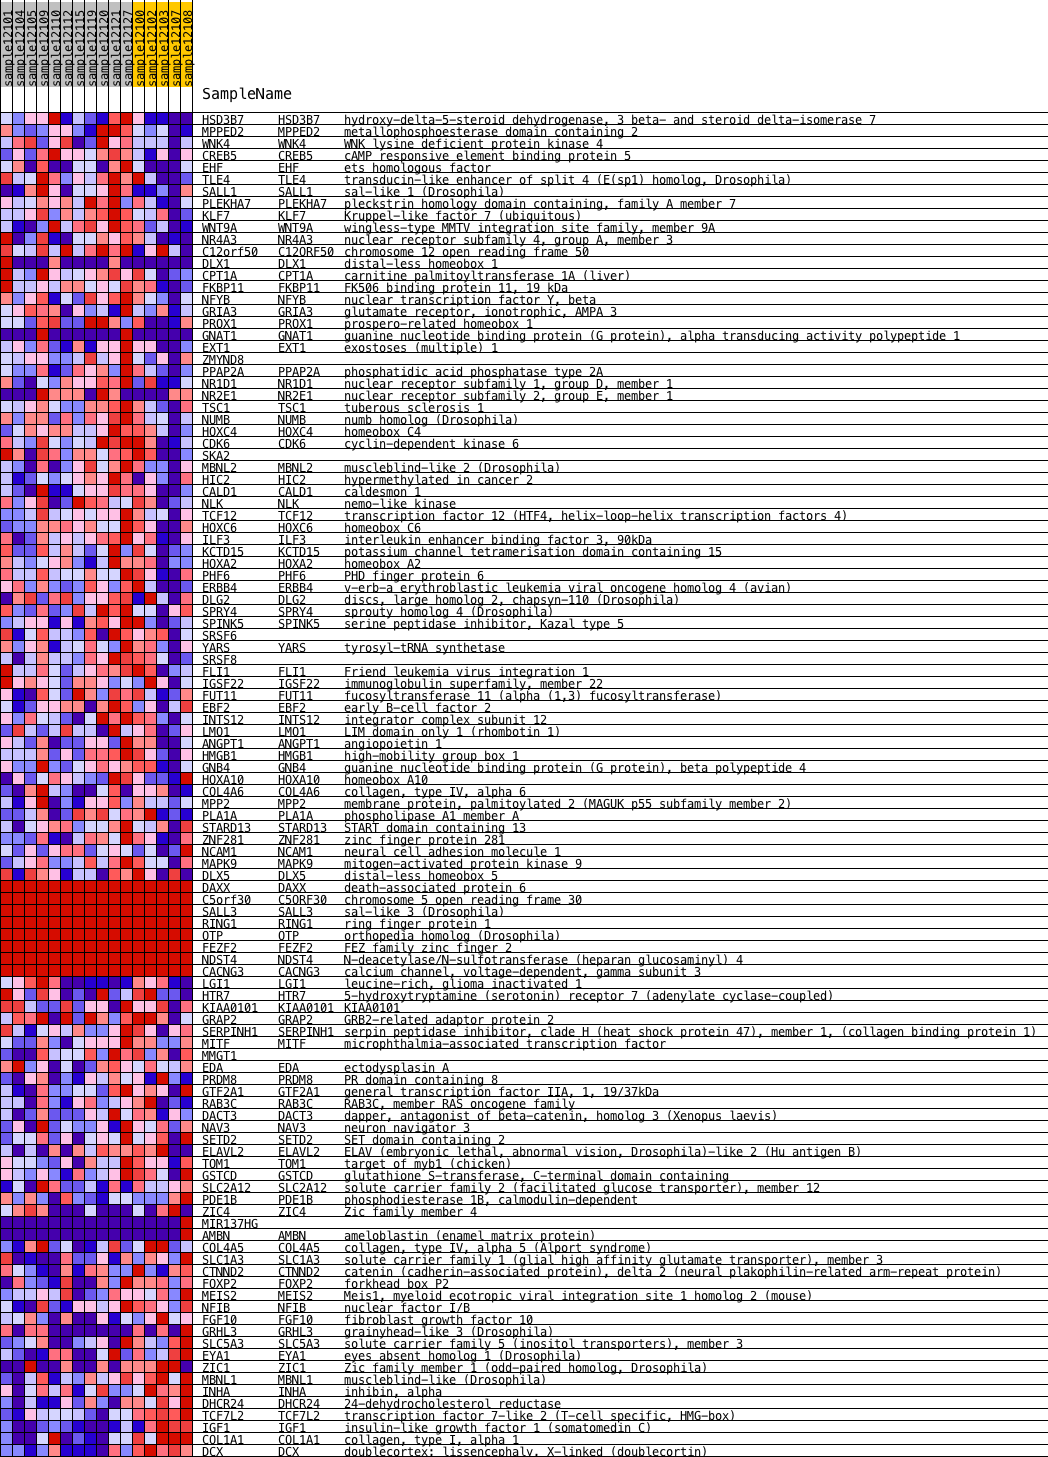 sample12101 sample12104 sample12105 sample12109 sample12110 sample12112 sample12115 sample12119 sample12120 sample12121 sample12127 sample12100 sample12102 sample12103 sample12107 sample12108
SampleName
HSD3B7 HSD3B7 hydroxy-delta-5-steroid dehydrogenase, 3 beta- and steroid delta-isomerase 7
MPPED2 MPPED2 metallophosphoesterase domain containing 2
WNK4 WNK4 WNK lysine deficient protein kinase 4
CREB5 CREB5 cAMP responsive element binding protein 5
EHF EHF ets homologous factor
TLE4 TLE4 transducin-like enhancer of split 4 (E(sp1) homolog, Drosophila)
SALL1 SALL1 sal-like 1 (Drosophila)
PLEKHA7 PLEKHA7 pleckstrin homology domain containing, family A member 7
KLF7 KLF7 Kruppel-like factor 7 (ubiquitous)
WNT9A WNT9A wingless-type MMTV integration site family, member 9A
NR4A3 NR4A3 nuclear receptor subfamily 4, group A, member 3
C12orf50 C12ORF50 chromosome 12 open reading frame 50
DLX1 DLX1 distal-less homeobox 1
CPT1A CPT1A carnitine palmitoyltransferase 1A (liver)
FKBP11 FKBP11 FK506 binding protein 11, 19 kDa
NFYB NFYB nuclear transcription factor Y, beta
GRIA3 GRIA3 glutamate receptor, ionotrophic, AMPA 3
PROX1 PROX1 prospero-related homeobox 1
GNAT1 GNAT1 guanine nucleotide binding protein (G protein), alpha transducing activity polypeptide 1
EXT1 EXT1 exostoses (multiple) 1
ZMYND8
PPAP2A PPAP2A phosphatidic acid phosphatase type 2A
NR1D1 NR1D1 nuclear receptor subfamily 1, group D, member 1
NR2E1 NR2E1 nuclear receptor subfamily 2, group E, member 1
TSC1 TSC1 tuberous sclerosis 1
NUMB NUMB numb homolog (Drosophila)
HOXC4 HOXC4 homeobox C4
CDK6 CDK6 cyclin-dependent kinase 6
SKA2
MBNL2 MBNL2 muscleblind-like 2 (Drosophila)
HIC2 HIC2 hypermethylated in cancer 2
CALD1 CALD1 caldesmon 1
NLK NLK nemo-like kinase
TCF12 TCF12 transcription factor 12 (HTF4, helix-loop-helix transcription factors 4)
HOXC6 HOXC6 homeobox C6
ILF3 ILF3 interleukin enhancer binding factor 3, 90kDa
KCTD15 KCTD15 potassium channel tetramerisation domain containing 15
HOXA2 HOXA2 homeobox A2
PHF6 PHF6 PHD finger protein 6
ERBB4 ERBB4 v-erb-a erythroblastic leukemia viral oncogene homolog 4 (avian)
DLG2 DLG2 discs, large homolog 2, chapsyn-110 (Drosophila)
SPRY4 SPRY4 sprouty homolog 4 (Drosophila)
SPINK5 SPINK5 serine peptidase inhibitor, Kazal type 5
SRSF6
YARS YARS tyrosyl-tRNA synthetase
SRSF8
FLI1 FLI1 Friend leukemia virus integration 1
IGSF22 IGSF22 immunoglobulin superfamily, member 22
FUT11 FUT11 fucosyltransferase 11 (alpha (1,3) fucosyltransferase)
EBF2 EBF2 early B-cell factor 2
INTS12 INTS12 integrator complex subunit 12
LMO1 LMO1 LIM domain only 1 (rhombotin 1)
ANGPT1 ANGPT1 angiopoietin 1
HMGB1 HMGB1 high-mobility group box 1
GNB4 GNB4 guanine nucleotide binding protein (G protein), beta polypeptide 4
HOXA10 HOXA10 homeobox A10
COL4A6 COL4A6 collagen, type IV, alpha 6
MPP2 MPP2 membrane protein, palmitoylated 2 (MAGUK p55 subfamily member 2)
PLA1A PLA1A phospholipase A1 member A
STARD13 STARD13 START domain containing 13
ZNF281 ZNF281 zinc finger protein 281
NCAM1 NCAM1 neural cell adhesion molecule 1
MAPK9 MAPK9 mitogen-activated protein kinase 9
DLX5 DLX5 distal-less homeobox 5
DAXX DAXX death-associated protein 6
C5orf30 C5ORF30 chromosome 5 open reading frame 30
SALL3 SALL3 sal-like 3 (Drosophila)
RING1 RING1 ring finger protein 1
OTP OTP orthopedia homolog (Drosophila)
FEZF2 FEZF2 FEZ family zinc finger 2
NDST4 NDST4 N-deacetylase/N-sulfotransferase (heparan glucosaminyl) 4
CACNG3 CACNG3 calcium channel, voltage-dependent, gamma subunit 3
LGI1 LGI1 leucine-rich, glioma inactivated 1
HTR7 HTR7 5-hydroxytryptamine (serotonin) receptor 7 (adenylate cyclase-coupled)
KIAA0101 KIAA0101 KIAA0101
GRAP2 GRAP2 GRB2-related adaptor protein 2
SERPINH1 SERPINH1 serpin peptidase inhibitor, clade H (heat shock protein 47), member 1, (collagen binding protein 1)
MITF MITF microphthalmia-associated transcription factor
MMGT1
EDA EDA ectodysplasin A
PRDM8 PRDM8 PR domain containing 8
GTF2A1 GTF2A1 general transcription factor IIA, 1, 19/37kDa
RAB3C RAB3C RAB3C, member RAS oncogene family
DACT3 DACT3 dapper, antagonist of beta-catenin, homolog 3 (Xenopus laevis)
NAV3 NAV3 neuron navigator 3
SETD2 SETD2 SET domain containing 2
ELAVL2 ELAVL2 ELAV (embryonic lethal, abnormal vision, Drosophila)-like 2 (Hu antigen B)
TOM1 TOM1 target of myb1 (chicken)
GSTCD GSTCD glutathione S-transferase, C-terminal domain containing
SLC2A12 SLC2A12 solute carrier family 2 (facilitated glucose transporter), member 12
PDE1B PDE1B phosphodiesterase 1B, calmodulin-dependent
ZIC4 ZIC4 Zic family member 4
MIR137HG
AMBN AMBN ameloblastin (enamel matrix protein)
COL4A5 COL4A5 collagen, type IV, alpha 5 (Alport syndrome)
SLC1A3 SLC1A3 solute carrier family 1 (glial high affinity glutamate transporter), member 3
CTNND2 CTNND2 catenin (cadherin-associated protein), delta 2 (neural plakophilin-related arm-repeat protein)
FOXP2 FOXP2 forkhead box P2
MEIS2 MEIS2 Meis1, myeloid ecotropic viral integration site 1 homolog 2 (mouse)
NFIB NFIB nuclear factor I/B
FGF10 FGF10 fibroblast growth factor 10
GRHL3 GRHL3 grainyhead-like 3 (Drosophila)
SLC5A3 SLC5A3 solute carrier family 5 (inositol transporters), member 3
EYA1 EYA1 eyes absent homolog 1 (Drosophila)
ZIC1 ZIC1 Zic family member 1 (odd-paired homolog, Drosophila)
MBNL1 MBNL1 muscleblind-like (Drosophila)
INHA INHA inhibin, alpha
DHCR24 DHCR24 24-dehydrocholesterol reductase
TCF7L2 TCF7L2 transcription factor 7-like 2 (T-cell specific, HMG-box)
IGF1 IGF1 insulin-like growth factor 1 (somatomedin C)
COL1A1 COL1A1 collagen, type I, alpha 1
DCX DCX doublecortex; lissencephaly, X-linked (doublecortin)